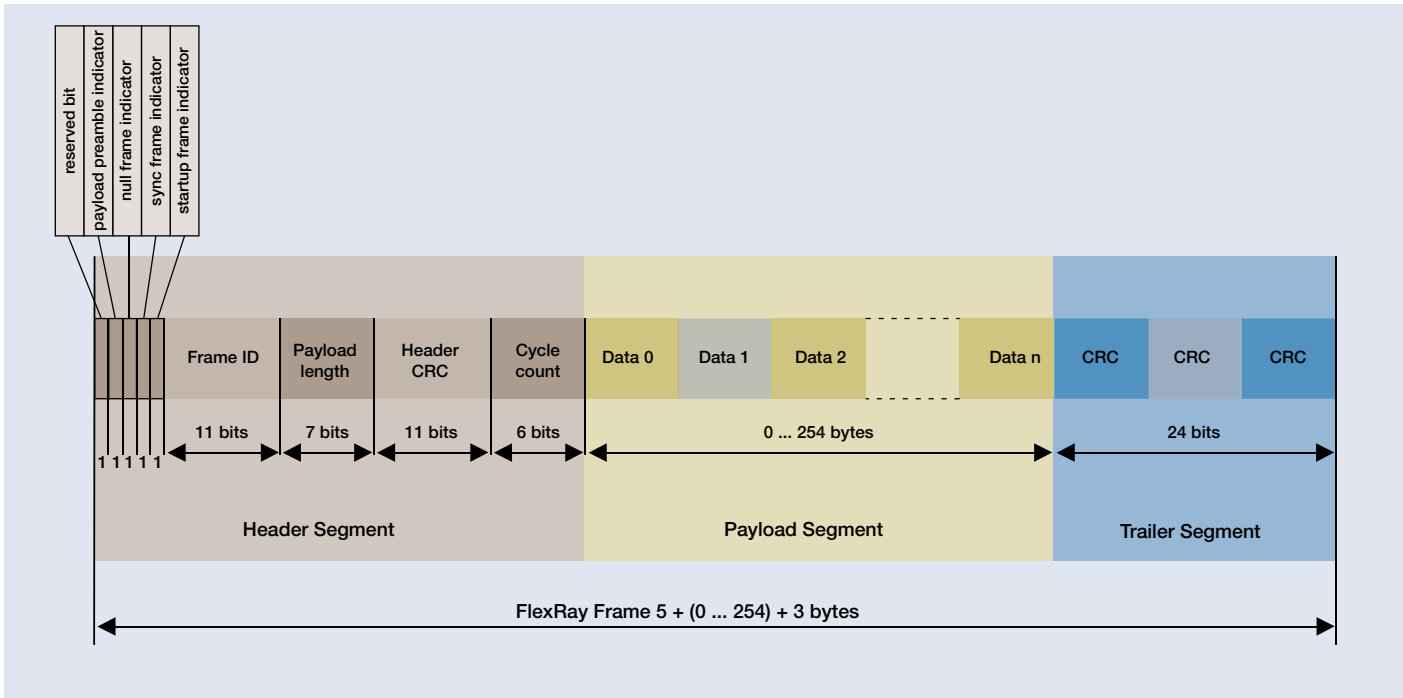 reserved bit
payload preamble indicator
null frame indicator
sync frame indicator
startup frame indicator
Frame ID
Payload
length
Header
CRC
Cycle
count
Data 0
Data 1
Data 2
Data n
CRC
CRC
CRC
1 1 1 1 1
11 bits
7 bits
11 bits
6 bits
0 ... 254 bytes
24 bits
Header Segment
Payload Segment
Trailer Segment
FlexRay Frame 5 + (0 ... 254) + 3 bytes